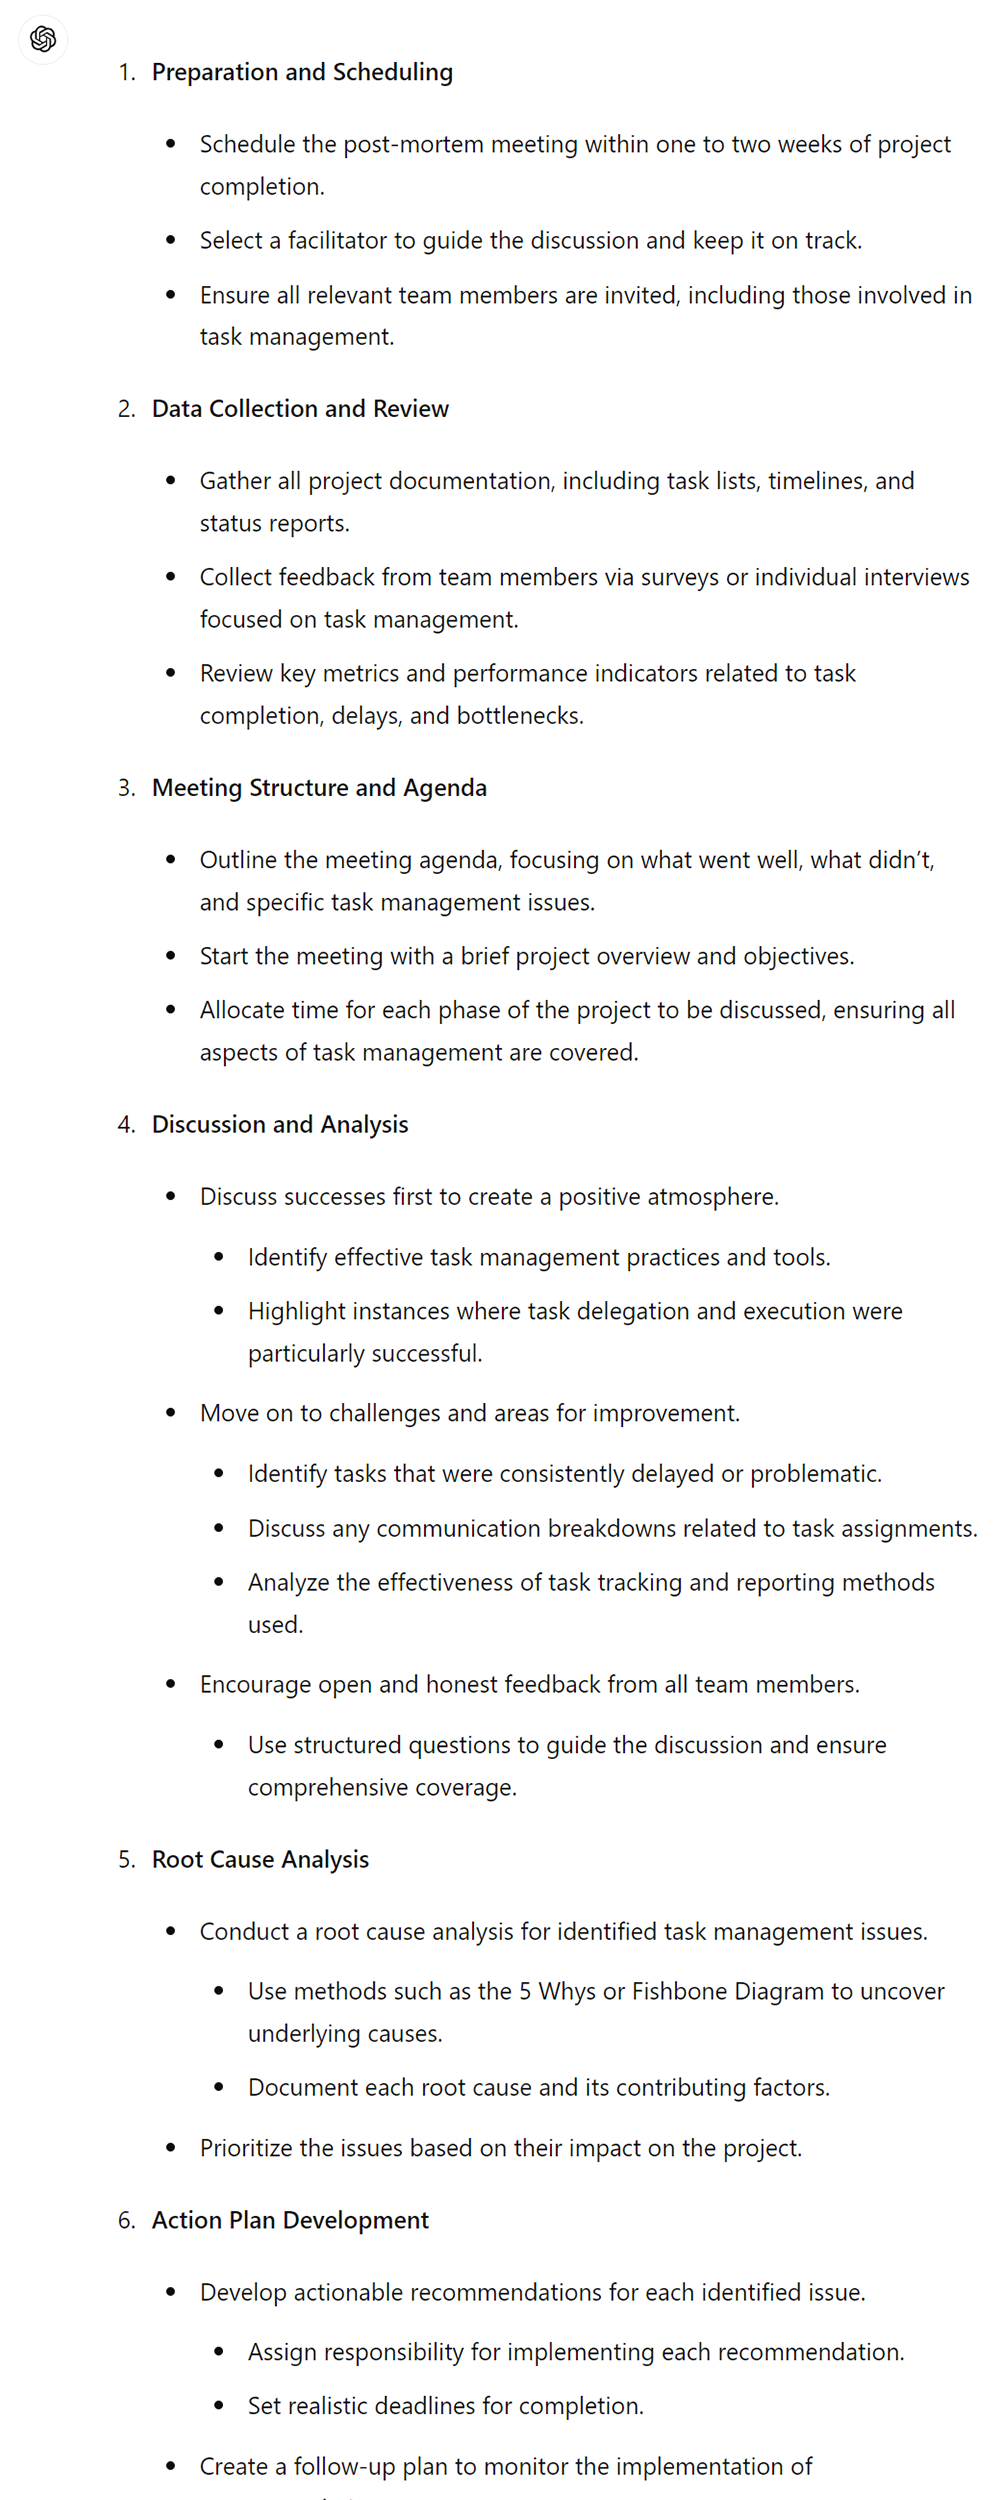 1. Preparation and Scheduling
• Schedule the post-mortem meeting within one to two weeks of project
completion.
• Select a facilitator to guide the discussion and keep it on track.
• Ensure all relevant team members are invited, including those involved in
task management.
2. Data Collection and Review
• Gather all project documentation, including task lists, timelines, and
status reports.
• Collect feedback from team members via surveys or individual interviews
focused on task management.
• Review key metrics and performance indicators related to task
completion, delays, and bottlenecks.
3. Meeting Structure and Agenda
• Outline the meeting agenda, focusing on what went well, what didn’t,
and specific task management issues.
• Start the meeting with a brief project overview and objectives.
• Allocate time for each phase of the project to be discussed, ensuring all
aspects of task management are covered.
4. Discussion and Analysis
• Discuss successes first to create a positive atmosphere.
• Identify effective task management practices and tools.
• Highlight instances where task delegation and execution were
particularly successful.
• Move on to challenges and areas for improvement.
• Identify tasks that were consistently delayed or problematic.
• Discuss any communication breakdowns related to task assignments.
• Analyze the effectiveness of task tracking and reporting methods
used.
• Encourage open and honest feedback from all team members.
• Use structured questions to guide the discussion and ensure
comprehensive coverage.
5. Root Cause Analysis
• Conduct a root cause analysis for identified task management issues.
• Use methods such as the 5 Whys or Fishbone Diagram to uncover
underlying causes.
• Document each root cause and its contributing factors.
• Prioritize the issues based on their impact on the project.
6. Action Plan Development
• Develop actionable recommendations for each identified issue.
• Assign responsibility for implementing each recommendation.
• Set realistic deadlines for completion.
• Create a follow-up plan to monitor the implementation of